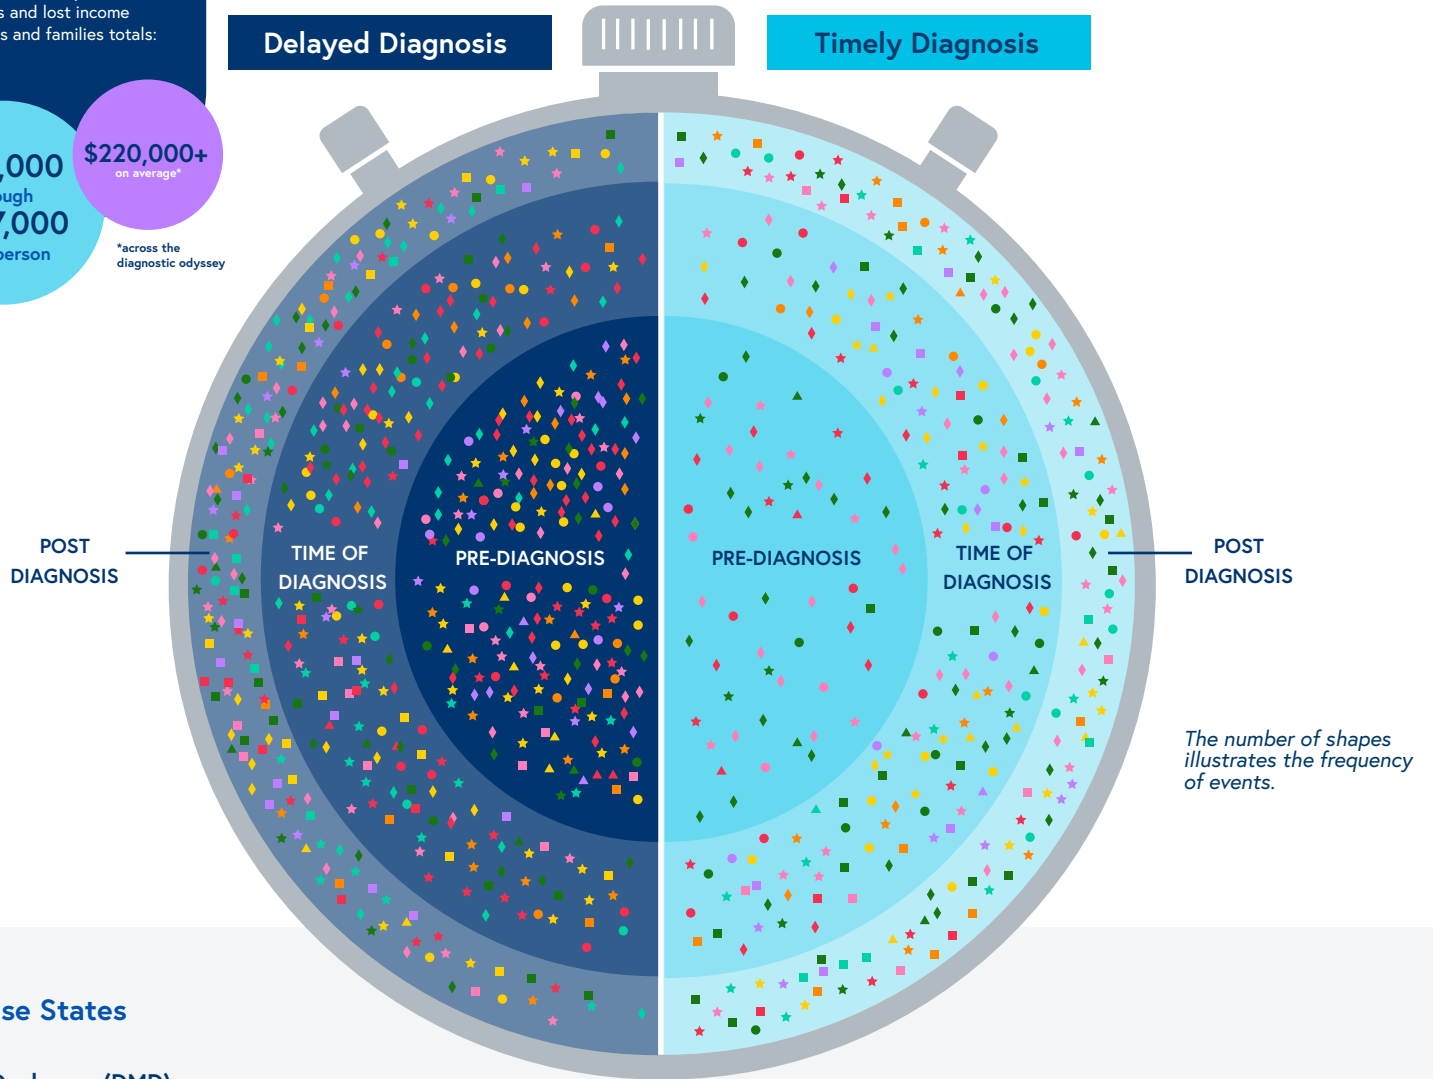 s and lost income
s and families totals:
,000
ough
,000
person
$220,000+
on average*
*across the
diagnostic odyssey
Delayed Diagnosis
Timely Diagnosis
POST
DIAGNOSIS
TIME OF
DIAGNOSIS
PRE-DIAGNOSIS
PRE-DIAGNOSIS
TIME OF
DIAGNOSIS
POST
DIAGNOSIS
The number of shapes
illustrates the frequency
of events.
se States
(DMD)